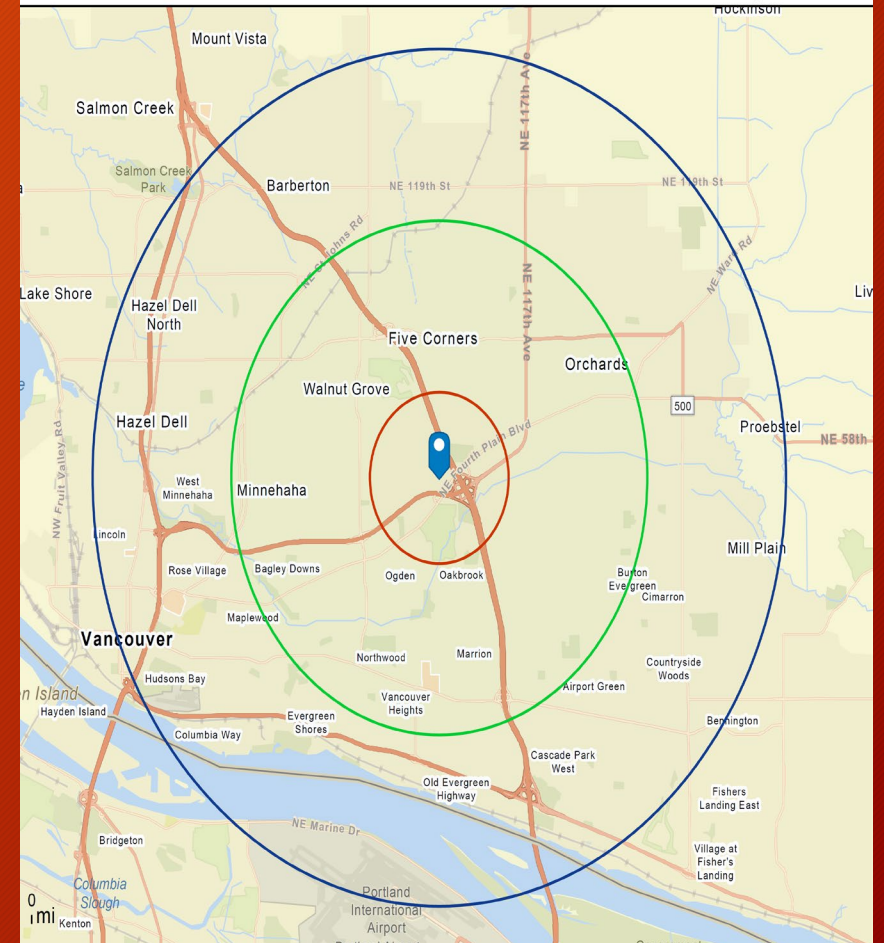 Hockinson
Mount Vista
NE 117th Ave
Salmon Creek
Salmon Creek
Park
Barberton
NE 119th St
NE 119th St
NE St Johns Rd
NE Ward Rd
Lake Shore
Liv
Hazel Dell
North
NE 117th Ave
Five Corners
Orchards
Walnut Grove
500
Hazel Dell
Proebstel
NE Fourth Plain Blvd
NE 58th
NW Fruit Valley Rd
West
Minnehaha
Minnehaha
Lincoln
Mill Plain
Rose Village
Bagley Downs
Ogden
Oakbrook
Burton
Evergreen
Cimarron
Maplewood
Vancouver
Northwood
Marrion
Countryside
Woods
Hudsons Bay
en Island
Airport Green
Vancouver
Heights
Hayden Island
Evergreen
Shores
Bennington
Columbia Way
Cascade Park
West
Old Evergreen
Highway
Fishers
Landing East
NE Marine Dr
Bridgeton
Village at
Fisher's
Landing
Columbia
Slough
Portland
International
Airport
0
mi
Kenton